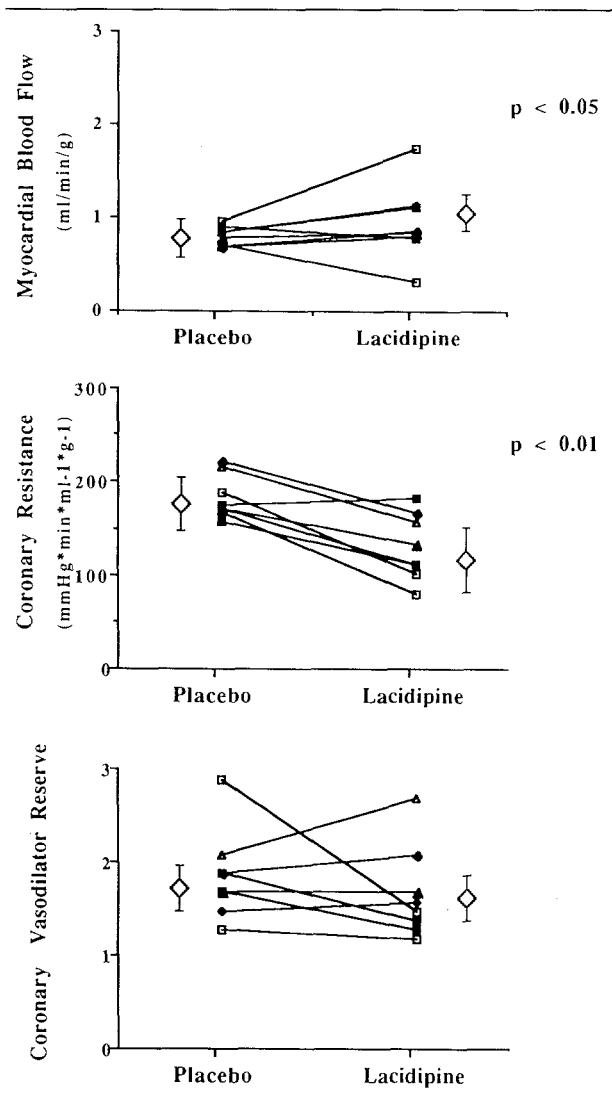 Myocardial Blood Flow
(ml/min/g)
3
2
1
0
p < 0.05
Placebo Lacidipine
Coronary Resistance
(mmHg*min*ml-1*g-1)
300
200
100
0
p < 0.01
Placebo Lacidipine
Coronary Vasodilator Reserve
3
2
1
0
Placebo Lacidipine